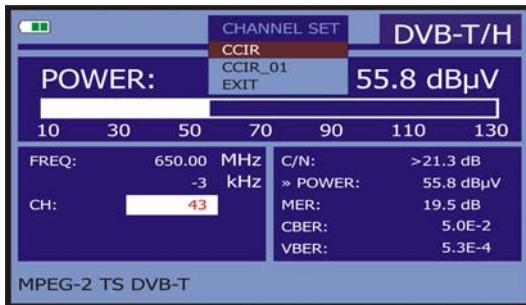 CHANNEL SET
DVB-T/H
CCIR
CCIR_01
EXIT
POWER: 55.8 dBµV
10 30 50 70 90 110 130
FREQ: 650.00 MHz
-3 kHz
CH: 43
C/N: >21.3 dB
» POWER: 55.8 dBµV
MER: 19.5 dB
CBER: 5.0E-2
VBER: 5.3E-4
MPEG-2 TS DVB-T